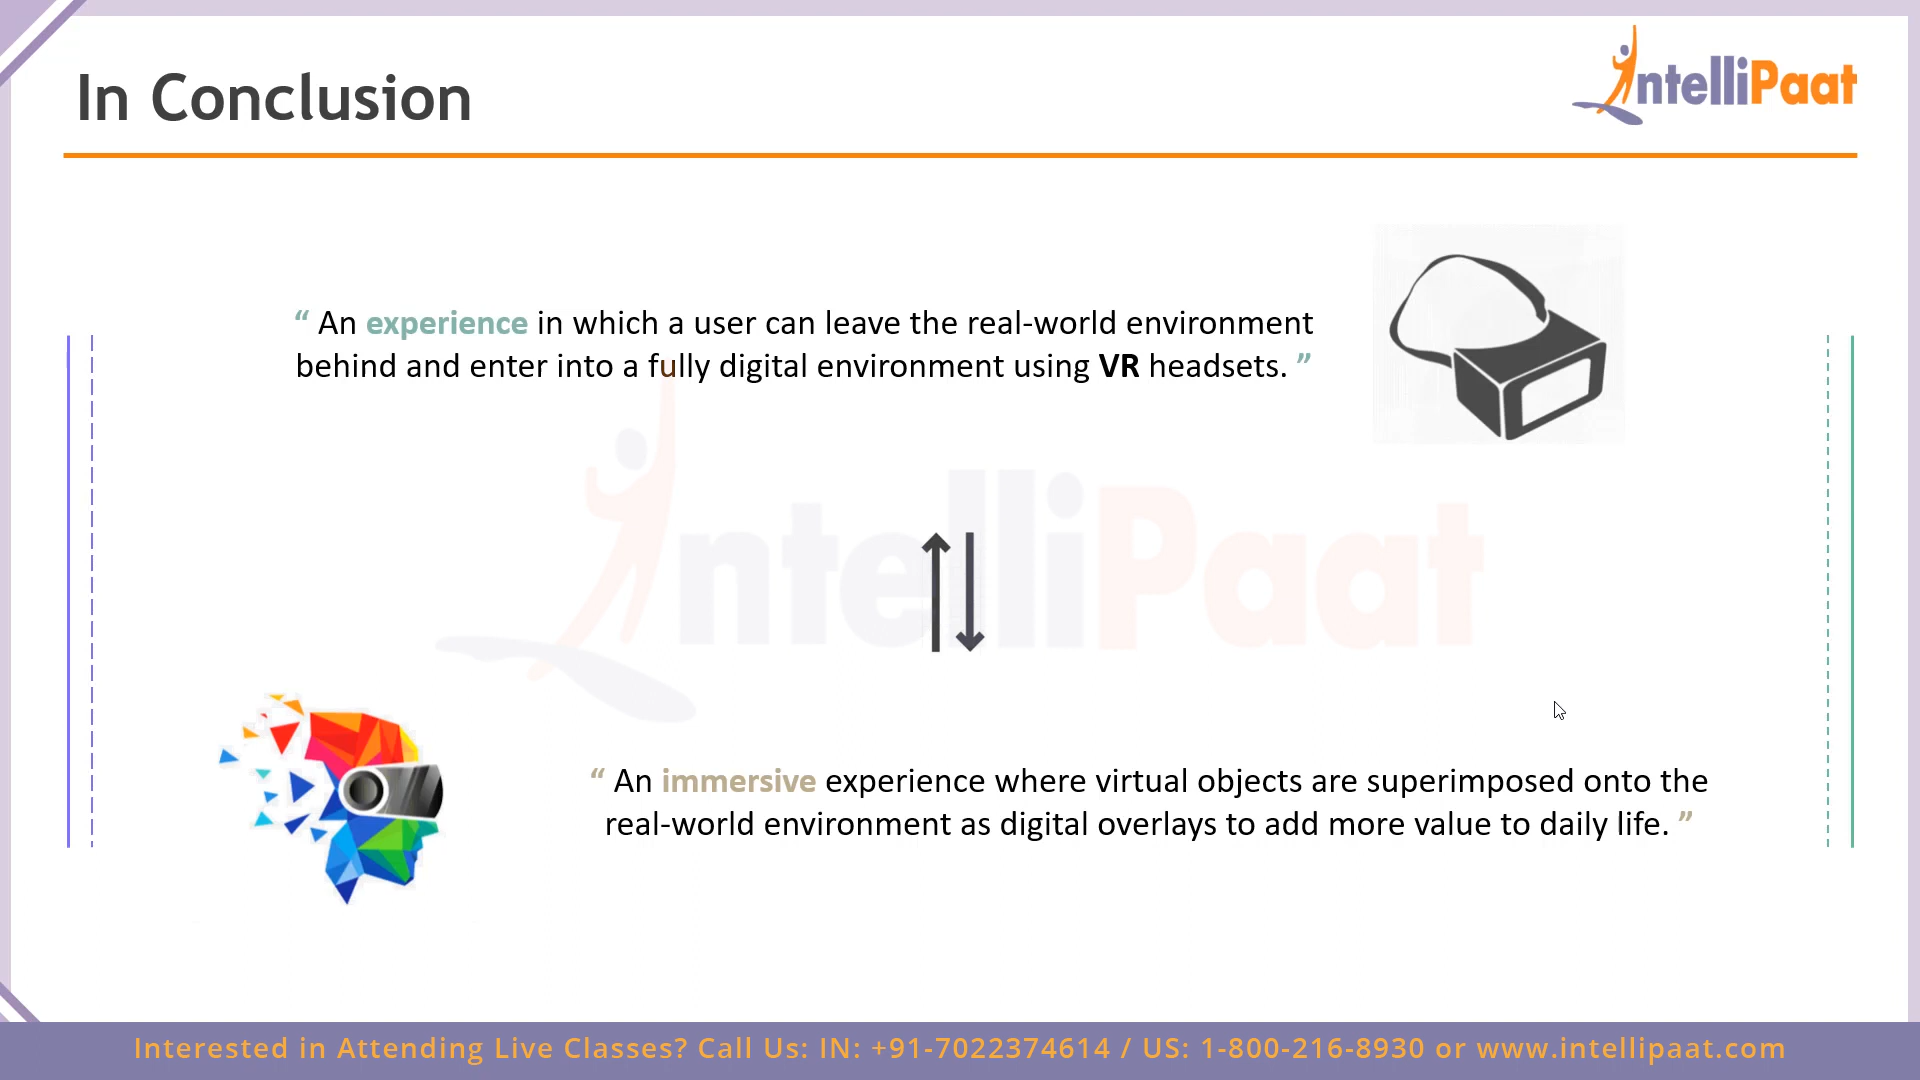 In Conclusion
IntelliPaat
“ An experience in which a user can leave the real-world environment
behind and enter into a fully digital environment using VR headsets. ”
IntelliPaat
“ An immersive experience where virtual objects are superimposed onto the
real-world environment as digital overlays to add more value to daily life. ”
Interested in Attending Live Classes? Call Us: IN: +91-7022374614 / US: 1-800-216-8930 or www.intellipaat.com